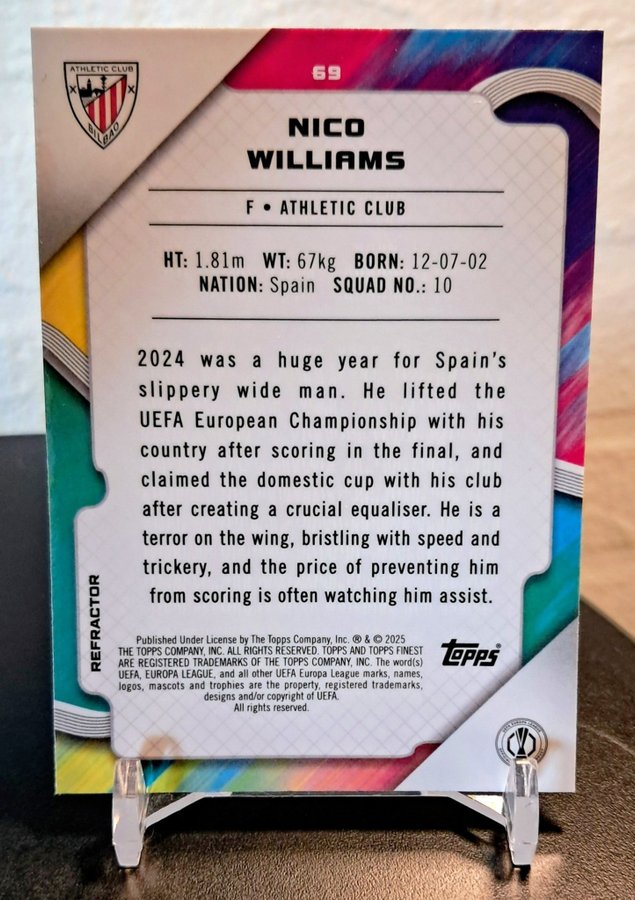 ATHLETIC CLUB
BILBAO
69
NICO
WILLIAMS
F • ATHLETIC CLUB
HT: 1.81m WT: 67kg BORN: 12-07-02
NATION: Spain SQUAD NO.: 10
2024 was a huge year for Spain's
slippery wide man. He lifted the
UEFA European Championship with his
country after scoring in the final, and
claimed the domestic cup with his club
after creating a crucial equaliser. He is a
terror on the wing, bristling with speed and
trickery, and the price of preventing him
from scoring is often watching him assist.
REFRACTOR
Published Under License by The Topps Company, Inc. ® & © 2025
THE TOPPS COMPANY, INC. ALL RIGHTS RESERVED. TOPPS AND TOPPS FINEST
ARE REGISTERED TRADEMARKS OF THE TOPPS COMPANY, INC. The word(s)
UEFA, EUROPA LEAGUE, and all other UEFA Europa League marks, names,
logos, mascots and trophies are the property, registered trademarks,
designs and/or copyright of UEFA.
All rights reserved.
Topps®
UEFA EUROPA LEAGUE